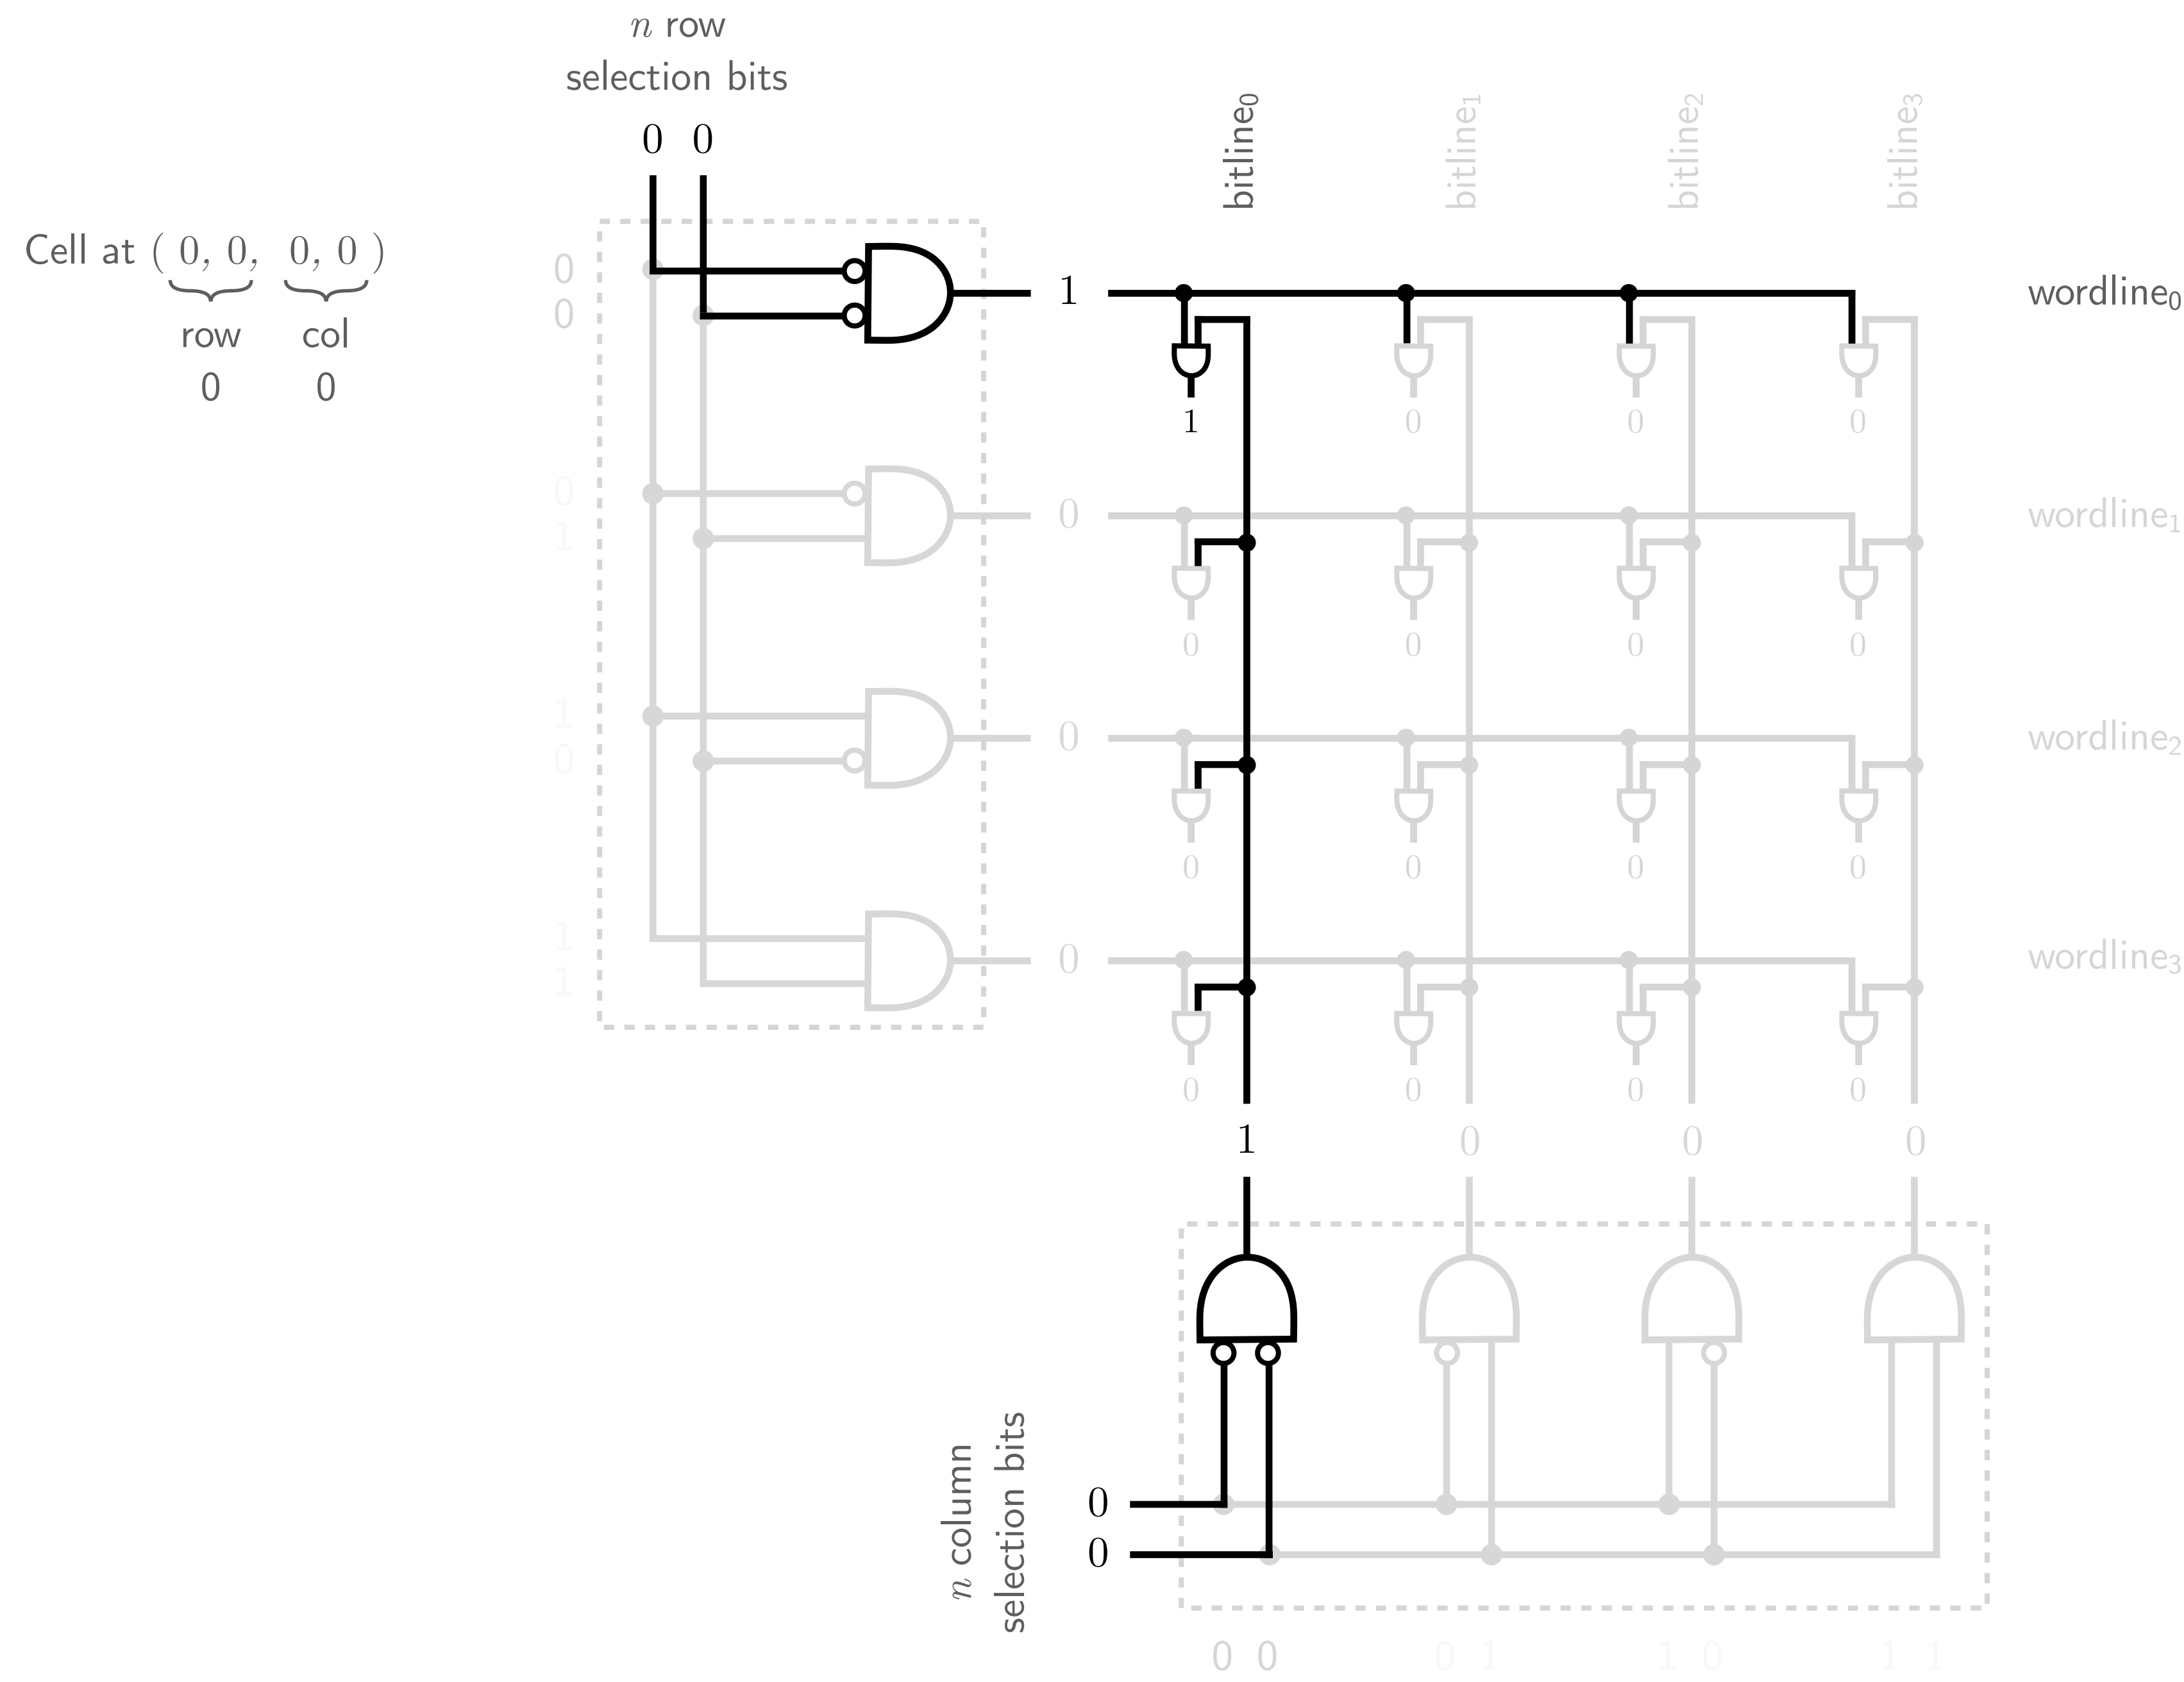 n row
selection bits
0 0
bitline0 bitline1 bitline2 bitline3
Cell at ( 0, 0, 0, 0 )
row col
0 0
0
0
1
wordline0
1 0 0 0
0
1
0
wordline1
0 0 0 0
1
0
0
wordline2
0 0 0 0
1
1
0
wordline3
0 0 0 0
1 0 0 0
n column
selection bits
0
0
0 0 0 1 1 0 1 1